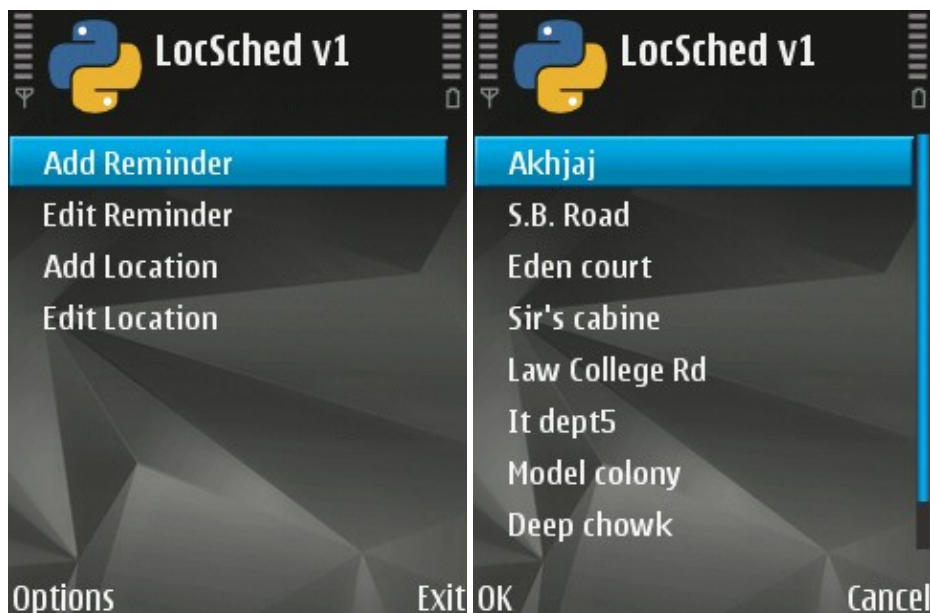 LocSched v1
Add Reminder
Edit Reminder
Add Location
Edit Location
Options Exit
LocSched v1
Akhjaj
S.B. Road
Eden court
Sir's cabine
Law College Rd
It dept5
Model colony
Deep chowk
OK Cancel